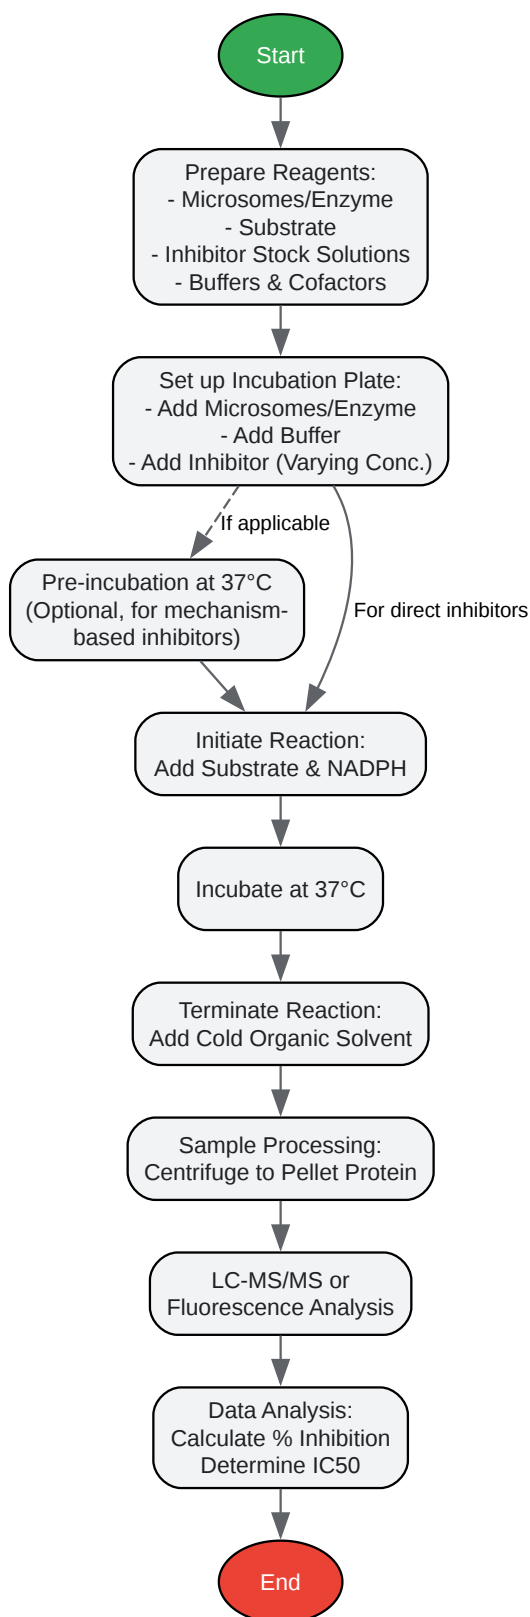 Start
Prepare Reagents:
- Microsomes/Enzyme
- Substrate
- Inhibitor Stock Solutions
- Buffers & Cofactors
Set up Incubation Plate:
- Add Microsomes/Enzyme
- Add Buffer
- Add Inhibitor (Varying Conc.)
If applicable
Pre-incubation at 37°C
(Optional, for mechanism-
based inhibitors)
For direct inhibitors
Initiate Reaction:
Add Substrate & NADPH
Incubate at 37°C
Terminate Reaction:
Add Cold Organic Solvent
Sample Processing:
Centrifuge to Pellet Protein
LC-MS/MS or
Fluorescence Analysis
Data Analysis:
Calculate % Inhibition
Determine IC50
End